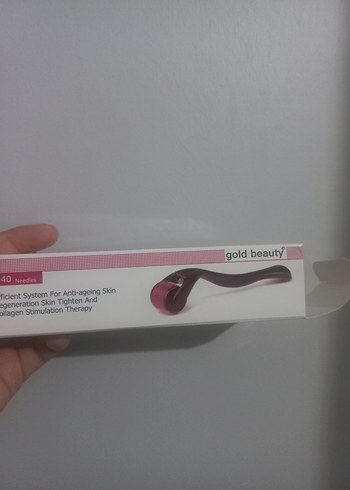 gold beauty
40 Needles
fficient System For Anti-ageing Skin
egeneration Skin Tighten And
ollagen Stimulation Therapy